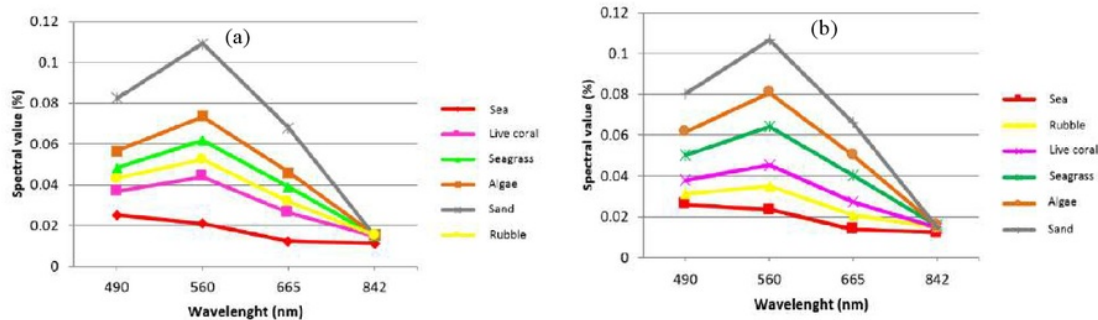 (a)
0.12
0.1
0.08
0.06
0.04
0.02
0
Spectral value (%)
490 560 665 842
Wavelenght (nm)
Sea
Live coral
Seagrass
Algae
Sand
Rubble
(b)
0.12
0.1
0.08
0.06
0.04
0.02
0
Spectral value (%)
490 560 665 842
Wavelenght (nm)
Sea
Rubble
Live coral
Seagrass
Algae
Sand